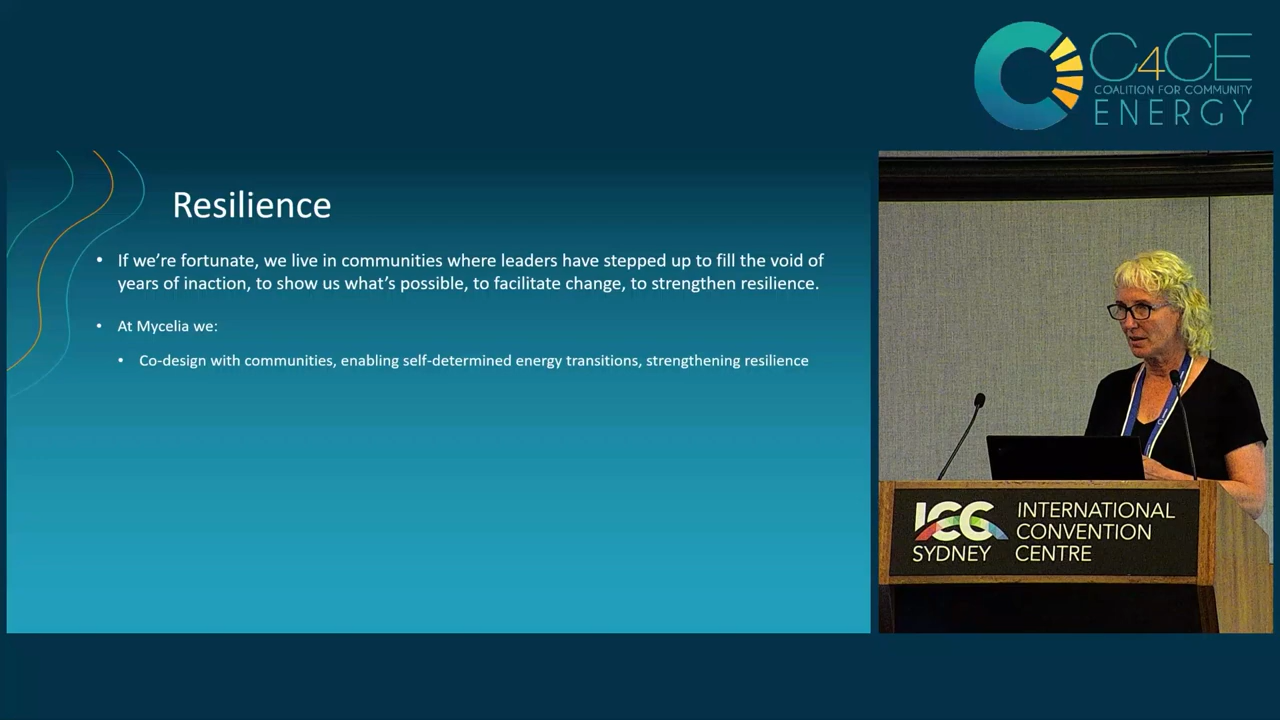 C4CE
COALITION FOR COMMUNITY
ENERGY
Resilience
• If we're fortunate, we live in communities where leaders have stepped up to fill the void of
years of inaction, to show us what's possible, to facilitate change, to strengthen resilience.
• At Mycelia we:
• Co-design with communities, enabling self-determined energy transitions, strengthening resilience
ICC
SYDNEY
INTERNATIONAL
CONVENTION
CENTRE